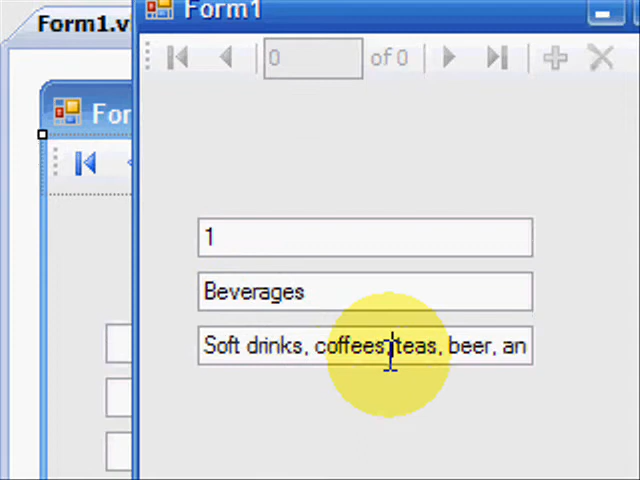 Form1.v
Form1
For
0 of 0
1
Beverages
Soft drinks, coffees, teas, beer, an